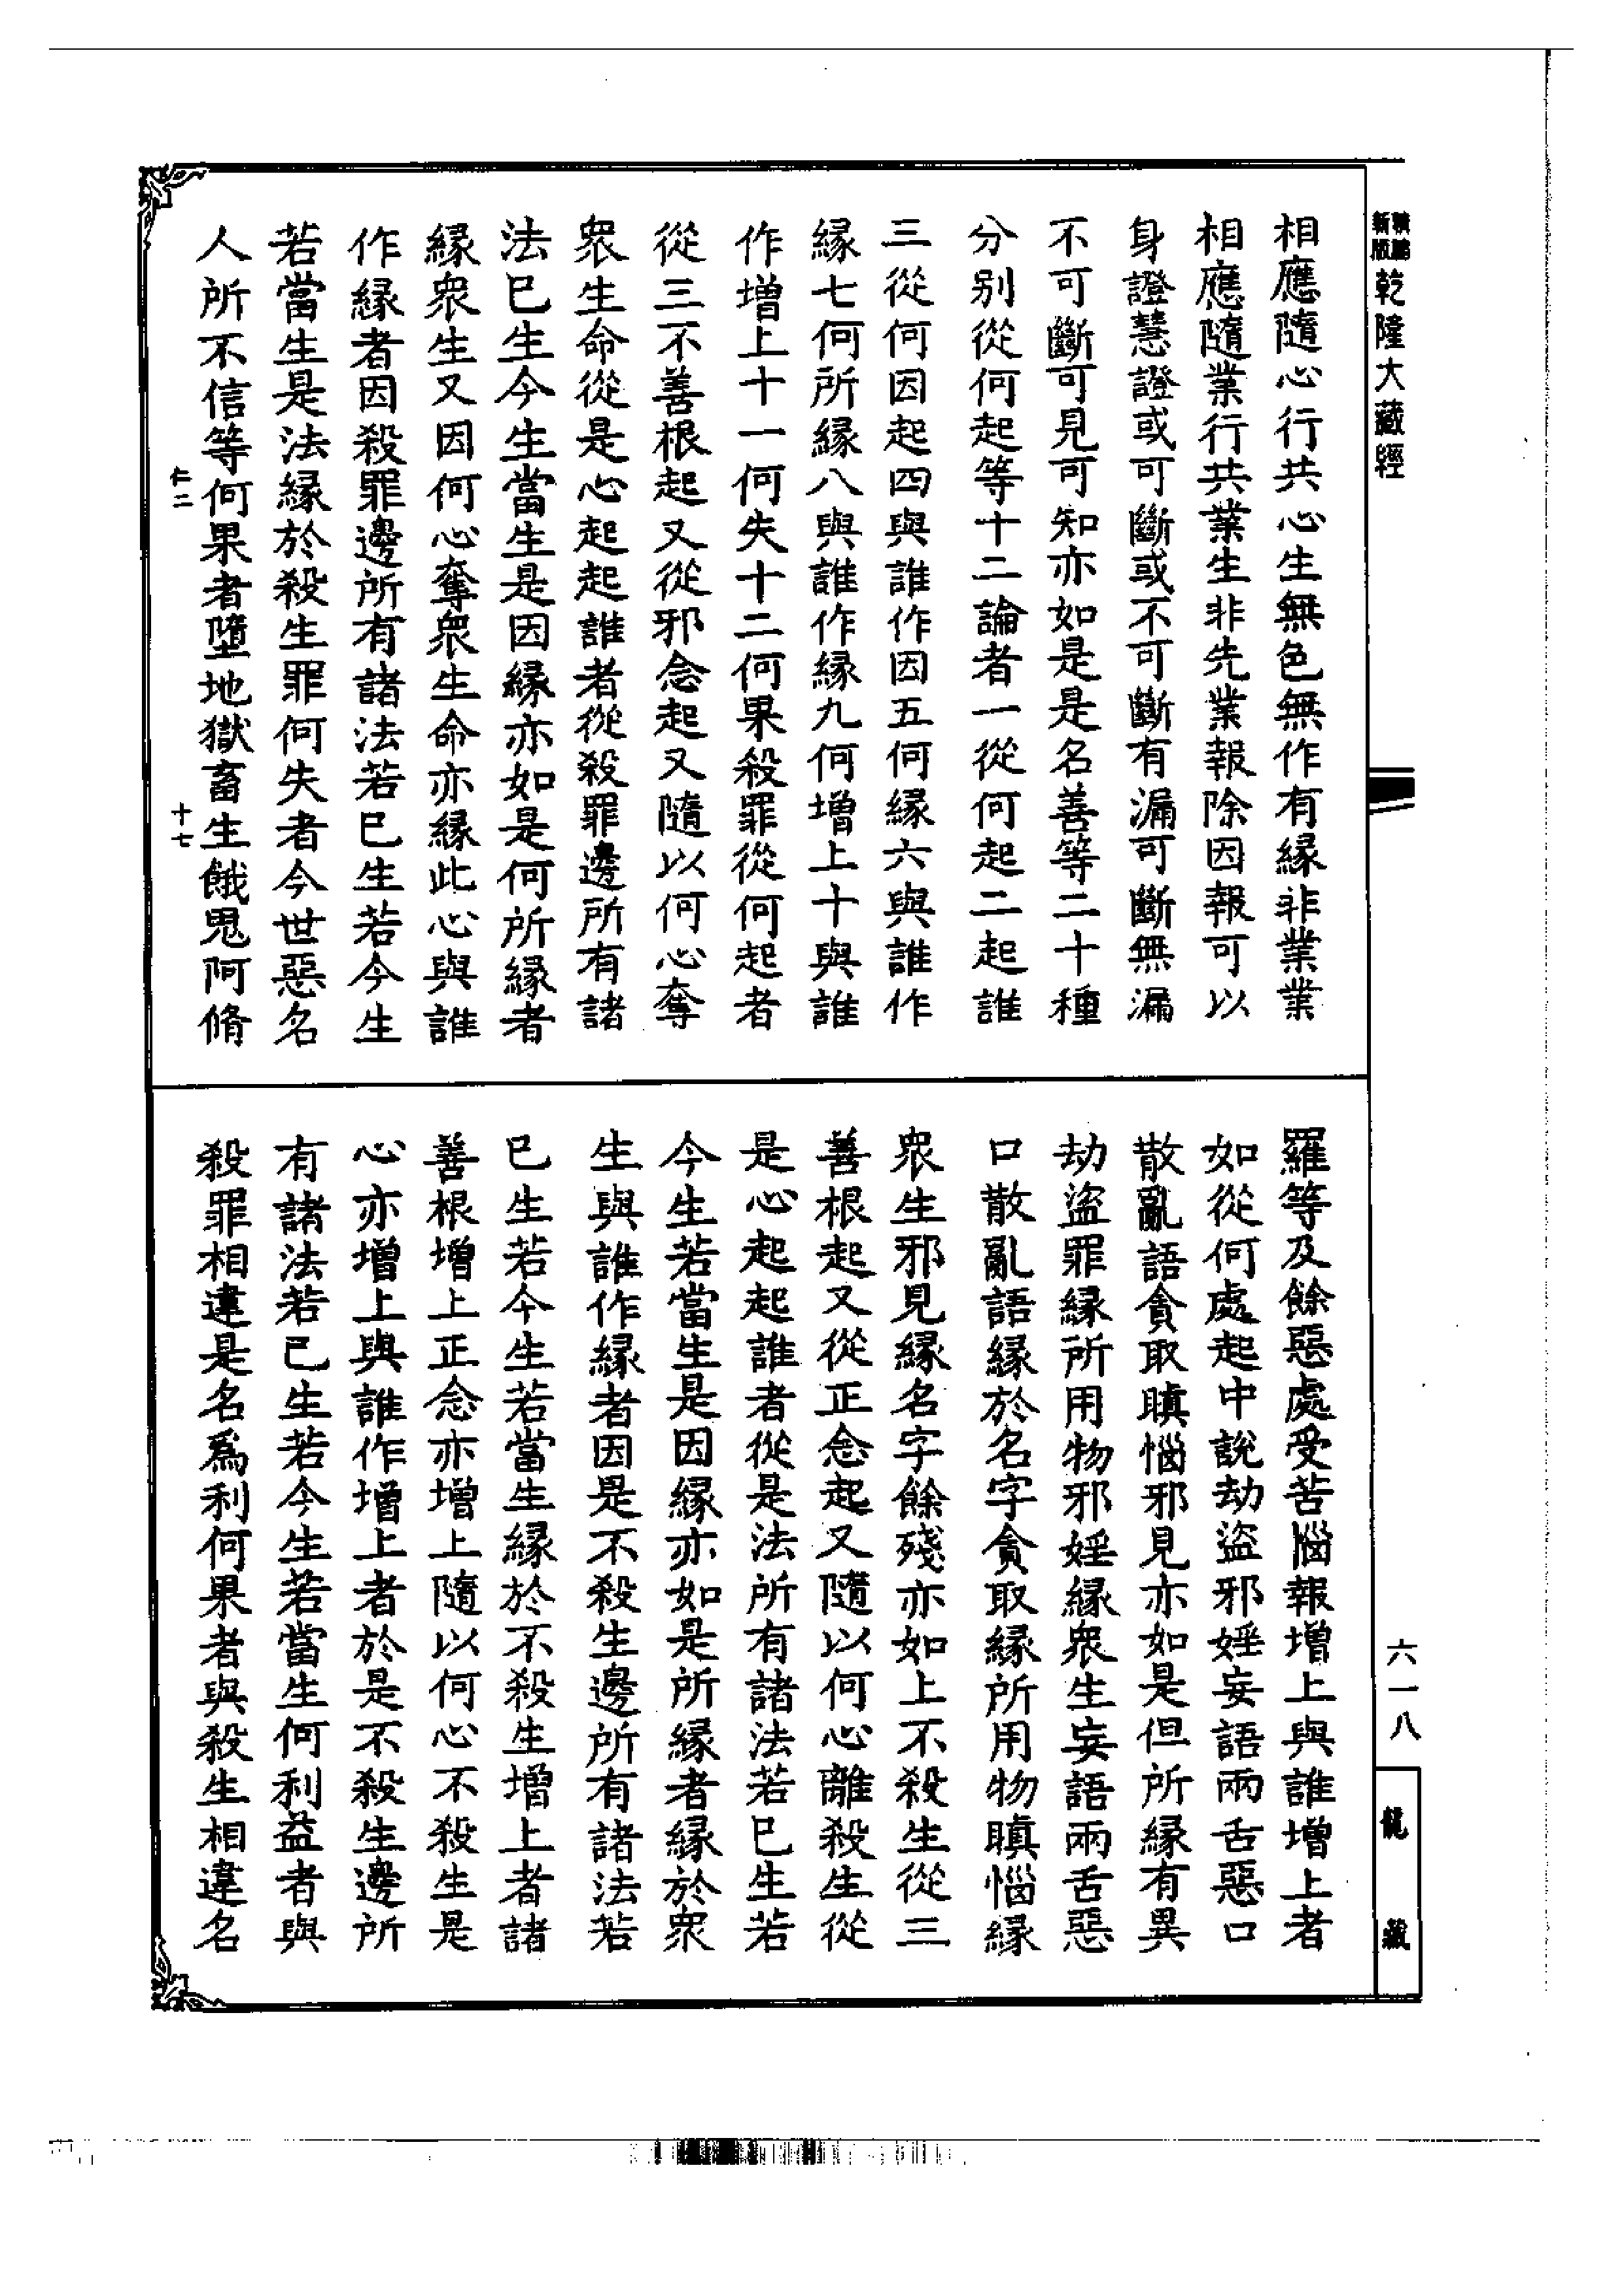 新版
乾隆大藏經
相應隨心行共心生無色無作有緣非業業
相應隨業行共業生非先業報除因報可以
身證慧證或可斷或不可斷有漏可斷無漏
不可斷可見可知亦如是是名善等二十種
分別從何起等十二論者一從何起二起誰
三從何因起四與誰作因五何緣六與誰作
緣七何所緣八與誰作緣九何增上十與誰
作增上十一何失十二何果殺罪從何起者
從三不善根起又從邪念起又隨以何心奪
眾生命從是心起起誰者從殺罪邊所有諸
法已生今生當生是因緣亦如是何所緣者
緣眾生又因何心奪眾生命亦緣此心與誰
作緣者因殺罪邊所有諸法若已生若今生
若當生是法緣於殺生罪何失者今世惡名
人所不信等何果者墮地獄畜生餓鬼阿脩
仁二
十七
羅等及餘惡處受苦惱報增上與誰增上者
如從何處起中說劫盜邪婬妄語兩舌惡口
散亂語貪取瞋惱邪見亦如是但所緣有異
劫盜罪緣所用物邪婬緣眾生妄語兩舌惡
口散亂語緣於名字貪取緣所用物瞋惱緣
眾生邪見緣名字餘殘亦如上不殺生從三
善根起又從正念起又隨以何心離殺生從
是心起起誰者從是法所有諸法若已生若
今生若當生是因緣亦如是所緣者緣於眾
生與誰作緣者因是不殺生邊所有諸法若
已生若今生若當生緣於不殺生增上者諸
善根增上正念亦增上隨以何心不殺生是
心亦增上與誰作增上者於是不殺生邊所
有諸法若已生若今生若當生何利益者與
殺罪相違是名為利何果者與殺生相違名
六一八
龍藏